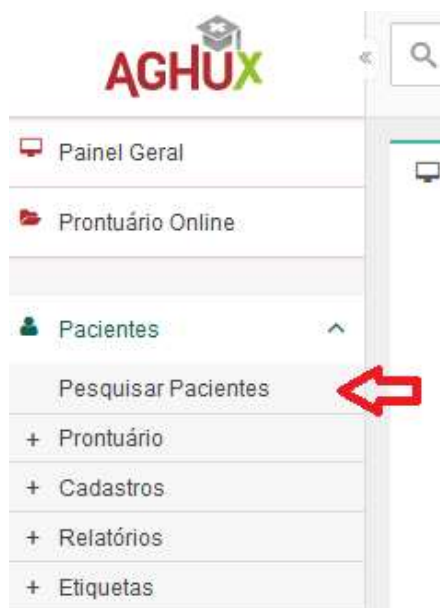 AGHUX
Painel Geral
Prontuário Online
Pacientes
Pesquisar Pacientes
+ Prontuário
+ Cadastros
+ Relatórios
+ Etiquetas